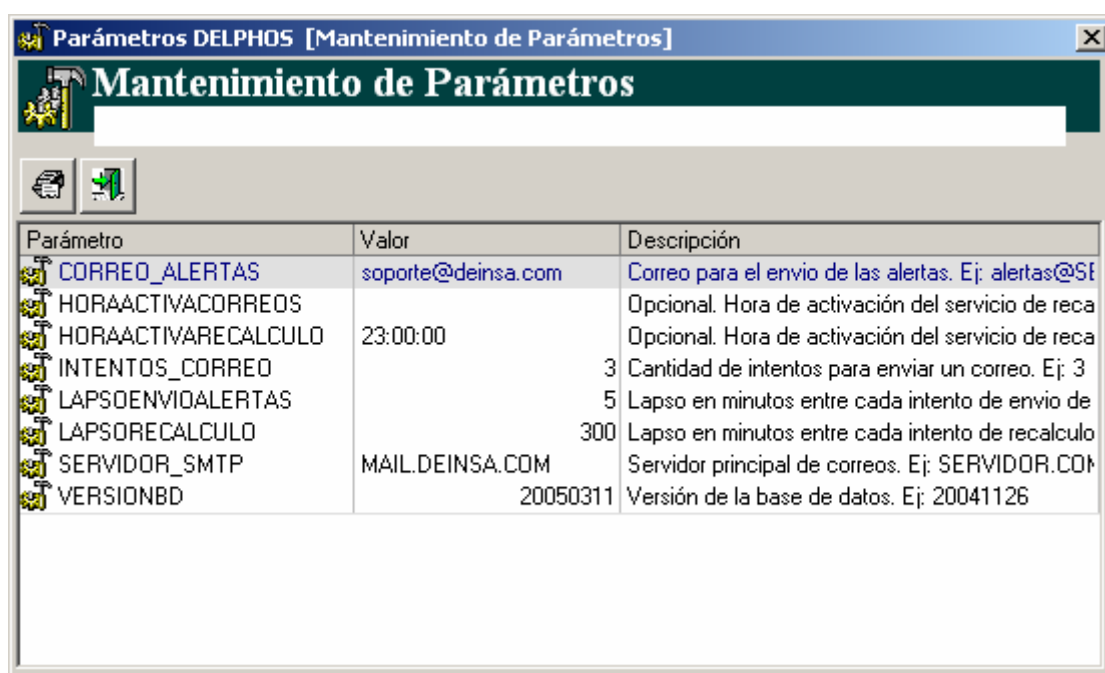 Parámetros DELPHOS [Mantenimiento de Parámetros]
Mantenimiento de Parámetros
Parámetro Valor Descripción
CORREO_ALERTAS soporte@deinsa.com Correo para el envio de las alertas. Ej: alertas@SE
HORAACTIVACORREOS Opcional. Hora de activación del servicio de reca
HORAACTIVARECALCULO 23:00:00 Opcional. Hora de activación del servicio de reca
INTENTOS_CORREO 3 Cantidad de intentos para enviar un correo. Ej: 3
LAPSOENVIOALERTAS 5 Lapso en minutos entre cada intento de envio de
LAPSORECALCULO 300 Lapso en minutos entre cada intento de recalculo
SERVIDOR_SMTP MAIL.DEINSA.COM Servidor principal de correos. Ej: SERVIDOR.COM
VERSIONBD 20050311 Versión de la base de datos. Ej: 20041126